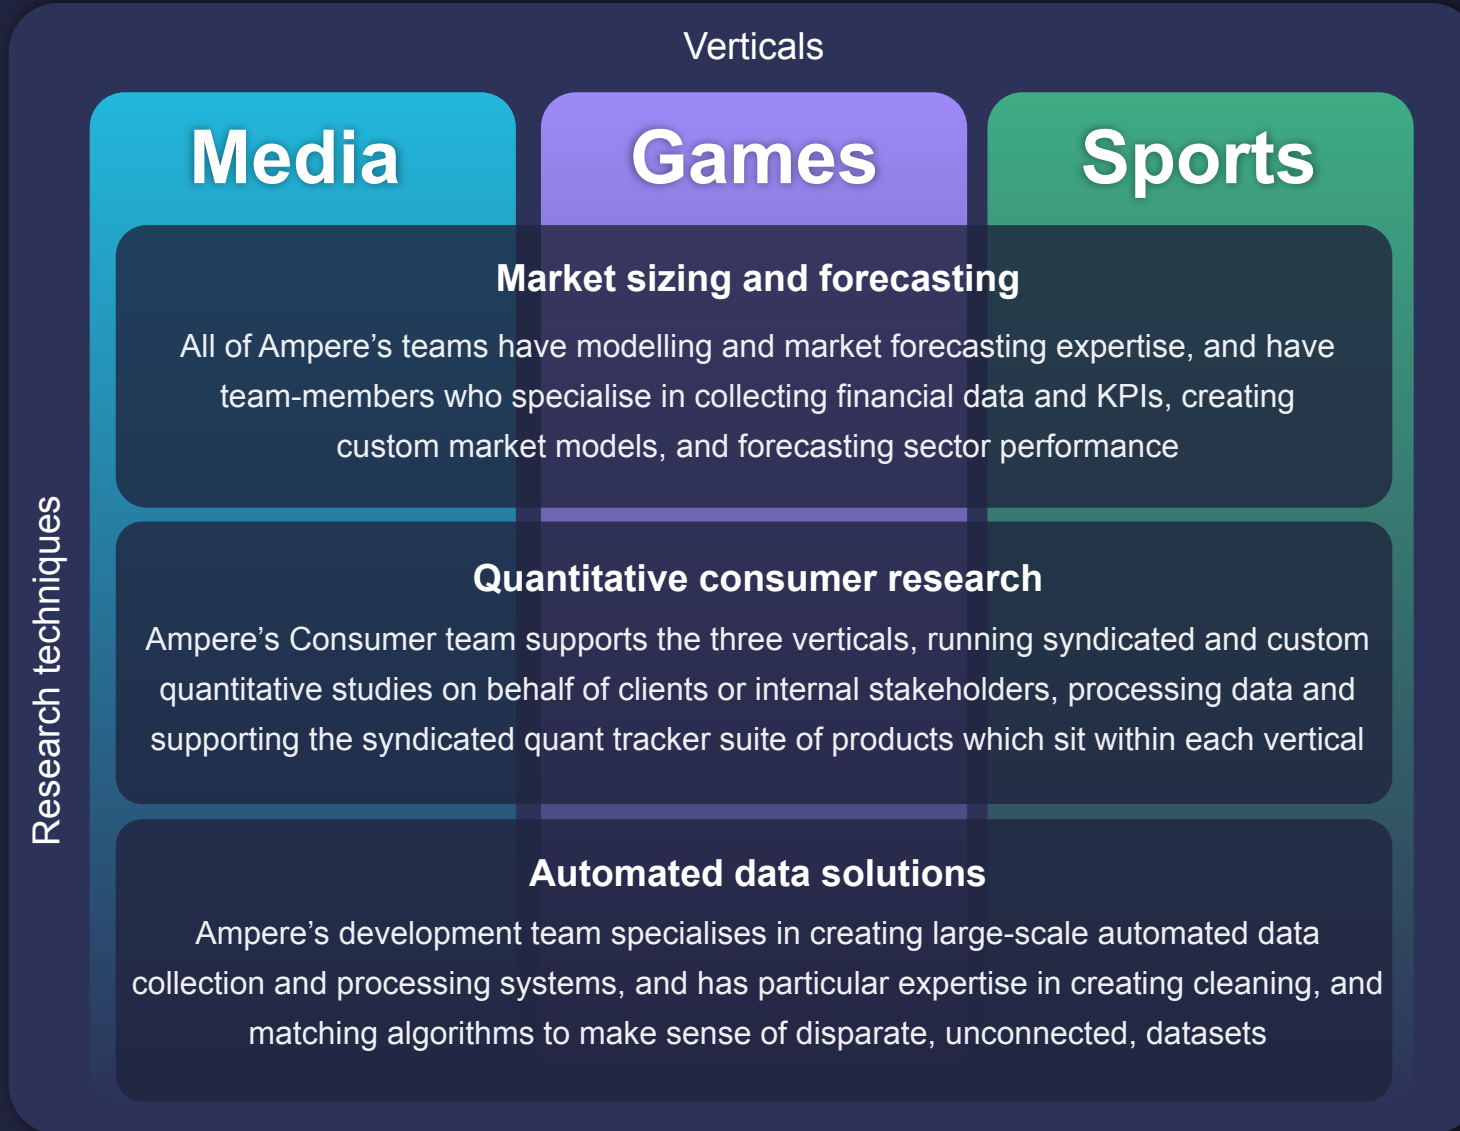 Verticals
Media
Games
Sports
Research techniques
Market sizing and forecasting
All of Ampere’s teams have modelling and market forecasting expertise, and have
team-members who specialise in collecting financial data and KPIs, creating
custom market models, and forecasting sector performance
Quantitative consumer research
Ampere’s Consumer team supports the three verticals, running syndicated and custom
quantitative studies on behalf of clients or internal stakeholders, processing data and
supporting the syndicated quant tracker suite of products which sit within each vertical
Automated data solutions
Ampere’s development team specialises in creating large-scale automated data
collection and processing systems, and has particular expertise in creating cleaning, and
matching algorithms to make sense of disparate, unconnected, datasets